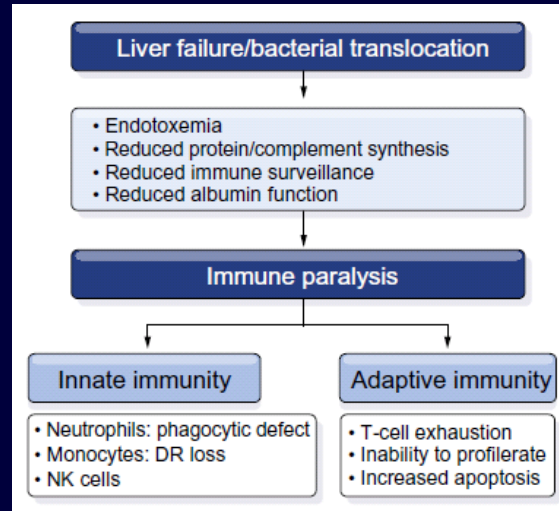 Liver failure/bacterial translocation
• Endotoxemia
• Reduced protein/complement synthesis
• Reduced immune surveillance
• Reduced albumin function
Immune paralysis
Innate immunity
• Neutrophils: phagocytic defect
• Monocytes: DR loss
• NK cells
Adaptive immunity
• T-cell exhaustion
• Inability to profilerate
• Increased apoptosis